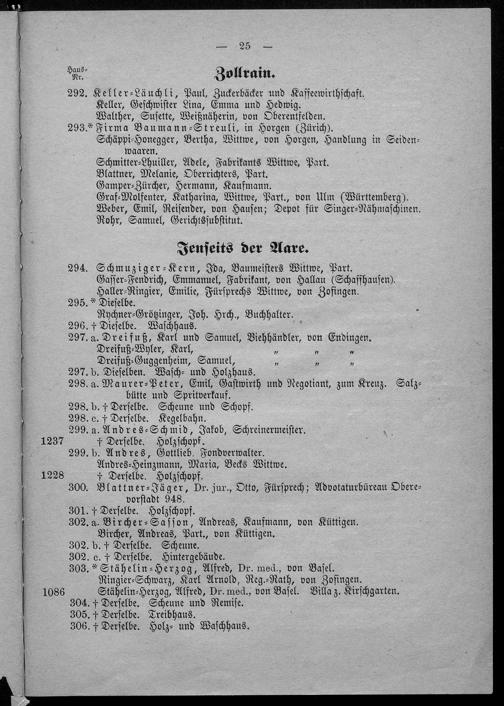 — 25 —
Haus-
Nr.
Zollrain.
292. Keller-Läuchli, Paul, Zuckerbäcker und Kaffeewirthschaft.
Keller, Geschwister Lina, Emma und Hedwig.
Walther, Susette, Weißnäherin, von Oberentfelden.
293.* Firma Baumann-Streuli, in Horgen (Zürich).
Schäppi-Honegger, Bertha, Wittwe, von Horgen, Handlung in Seiden-
waaren.
Schmitter-Lhuiller, Adele, Fabrikants Wittwe, Part.
Blattner, Melanie, Oberrichters, Part.
Gamper-Zürcher, Hermann, Kaufmann.
Graf-Molfenter, Katharina, Wittwe, Part., von Ulm (Württemberg).
Weber, Emil, Reisender, von Hausen; Depot für Singer-Nähmaschinen.
Rohr, Samuel, Gerichtssubstitut.
Jenseits der Aare.
294. Schmuziger-Kern, Ida, Baumeisters Wittwe, Part.
Gasser-Fendrich, Emmanuel, Fabrikant, von Hallau (Schaffhausen).
Haller-Ringier, Emilie, Fürsprechs Wittwe, von Zofingen.
295.* Dieselbe.
Rychner-Grötzinger, Joh. Hrch., Buchhalter.
296. † Dieselbe. Waschhaus.
297. a. Dreifuß, Karl und Samuel, Viehhändler, von Endingen.
Dreifuß-Wyler, Karl, „ „ „
Dreifuß-Guggenheim, Samuel, „ „ „
297. b. Dieselben. Wasch- und Holzhaus.
298. a. Maurer-Peter, Emil, Gastwirth und Negotiant, zum Kreuz. Salz-
bütte und Spritverkauf.
298. b. † Derselbe. Scheune und Schopf.
298. c. † Derselbe. Kegelbahn.
299. a. Andres-Schmid, Jakob, Schreinermeister.
1237 † Derselbe. Holzschopf.
299. b. Andres, Gottlieb, Fondverwalter.
Andres-Heinzmann, Maria, Becks Wittwe.
1228 † Derselbe. Holzschopf.
300. Blattner-Jäger, Dr. jur., Otto, Fürsprech; Advokaturbüreau Obere-
vorstadt 948.
301. † Derselbe. Holzschopf.
302. a. Bircher-Sasson, Andreas, Kaufmann, von Küttigen.
Bircher, Andreas, Part., von Küttigen.
302. b. † Derselbe. Scheune.
302. c. † Derselbe. Hintergebäude.
303. * Stähelin-Herzog, Alfred, Dr. med., von Basel.
Ringier-Schwarz, Karl Arnold, Reg.-Rath, von Zofingen.
1086 Stähelin-Herzog, Alfred, Dr. med., von Basel. Villa z. Kirschgarten.
304. † Derselbe. Scheune und Remise.
305. † Derselbe. Treibhaus.
306. † Derselbe. Holz- und Waschhaus.